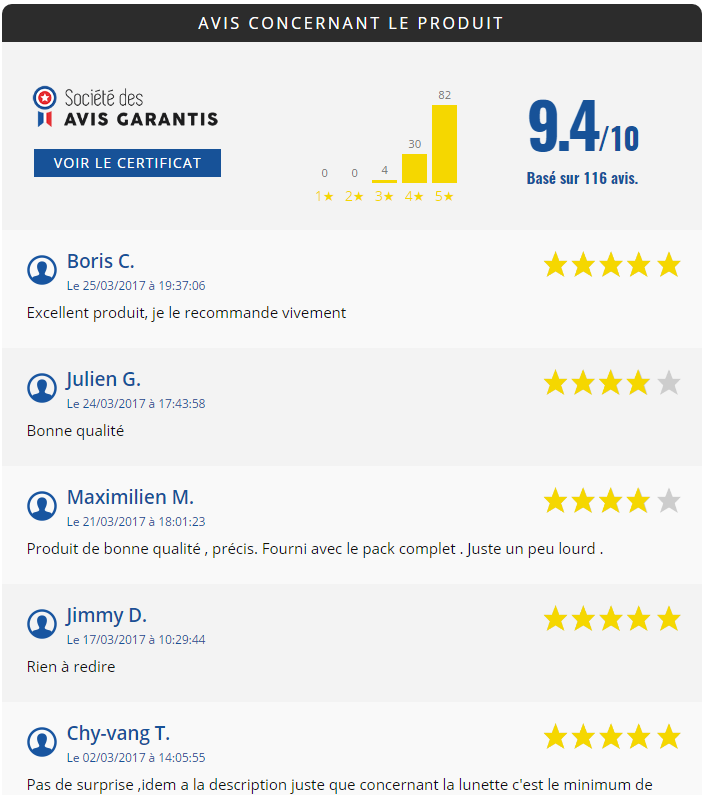 AVIS CONCERNANT LE PRODUIT
Société des
AVIS GARANTIS
VOIR LE CERTIFICAT
0 0 4 30 82
1★ 2★ 3★ 4★ 5★
9.4/10
Basé sur 116 avis.
Boris C.
Le 25/03/2017 à 19:37:06
Excellent produit, je le recommande vivement
Julien G.
Le 24/03/2017 à 17:43:58
Bonne qualité
Maximilien M.
Le 21/03/2017 à 18:01:23
Produit de bonne qualité , précis. Fourni avec le pack complet . Juste un peu lourd .
Jimmy D.
Le 17/03/2017 à 10:29:44
Rien à redire
Chy-vang T.
Le 02/03/2017 à 14:05:55
Pas de surprise ,idem a la description juste que concernant la lunette c'est le minimum de